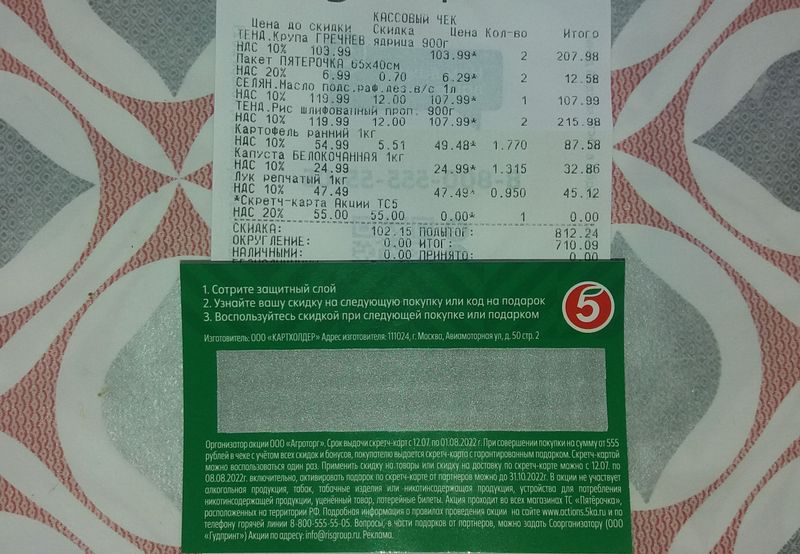 КАССОВЫЙ ЧЕК
Цена до скидки Скидка Цена Кол-во Итого
ТЕНД.Крупа ГРЕЧНЕВ ядрица 900г
НДС 10% 103.99 103.99* 2 207.98
Пакет ПЯТЕРОЧКА 65х40см
НДС 20% 6.99 0.70 6.29* 2 12.58
СЕЛЯН.Масло подс.раф.дез.в/с 1л
НДС 10% 119.99 12.00 107.99* 1 107.99
ТЕНД.Рис шлифованный проп. 900г
НДС 10% 119.99 12.00 107.99* 2 215.98
Картофель ранний 1кг
НДС 10% 54.99 5.51 49.48* 1.770 87.58
Капуста БЕЛОКОЧАННАЯ 1кг
НДС 10% 24.99 24.99* 1.315 32.86
Лук репчатый 1кг
НДС 10% 47.49 47.49* 0.950 45.12
*Скретч-карта Акции ТС5
НДС 20% 55.00 55.00 0.00* 1 0.00
СКИДКА: 102.15 ПОДЫТОГ: 812.24
ОКРУГЛЕНИЕ: 0.00 ИТОГ: 710.09
НАЛИЧНЫМИ: 0.00 ПРИНЯТО: 0.00
1. Сотрите защитный слой
2. Узнайте вашу скидку на следующую покупку или код на подарок
3. Воспользуйтесь скидкой при следующей покупке или подарком
5
Изготовитель: ООО «КАРТХОЛДЕР» Адрес изготовителя: 111024, г. Москва, Авиамоторная ул, д. 50 стр. 2
Организатор акции ООО «Агроторг». Срок выдачи скретч-карт с 12.07. по 01.08.2022 г. При совершении покупки на сумму от 555
рублей в чеке с учётом всех скидок и бонусов, покупателю выдается скретч-карта с гарантированным подарком. Скретч-картой
можно воспользоваться один раз. Применить скидку на товары или скидку на доставку по скретч-карте можно с 12.07. по
08.08.2022г. включительно, активировать подарок по скретч-карте от партнеров можно до 31.10.2022г. В акции не участвует
алкогольная продукция, табак, табачные изделия или никотинсодержащая продукция, устройства для потребления
никотинсодержащей продукции, уценённый товар, лотерейные билеты. Акция проходит во всех магазинах ТС «Пятёрочка»,
расположенных на территории РФ. Подробная информация о правилах проведения акции на сайте www.actions.5ka.ru и по
телефону горячей линии 8-800-555-55-05. Вопросы, в части подарков от партнеров, можно задать Соорганизатору (ООО
«Гудпринт») Акции по адресу: info@risgroup.ru. Реклама.